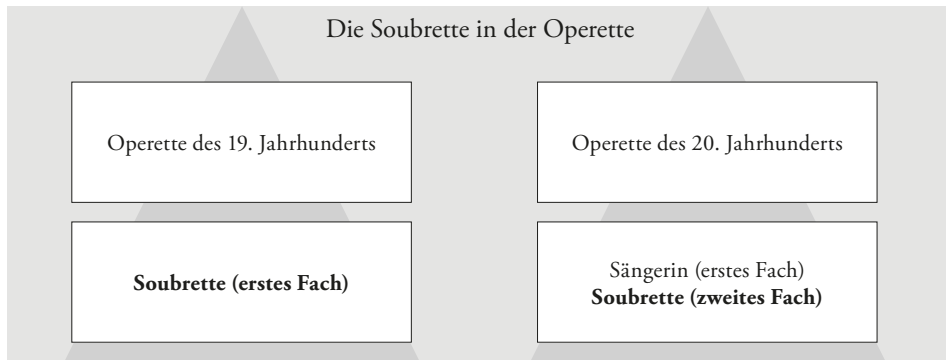 Die Soubrette in der Operette
Operette des 19. Jahrhunderts
Operette des 20. Jahrhunderts
Soubrette (erstes Fach)
Sängerin (erstes Fach)
Soubrette (zweites Fach)